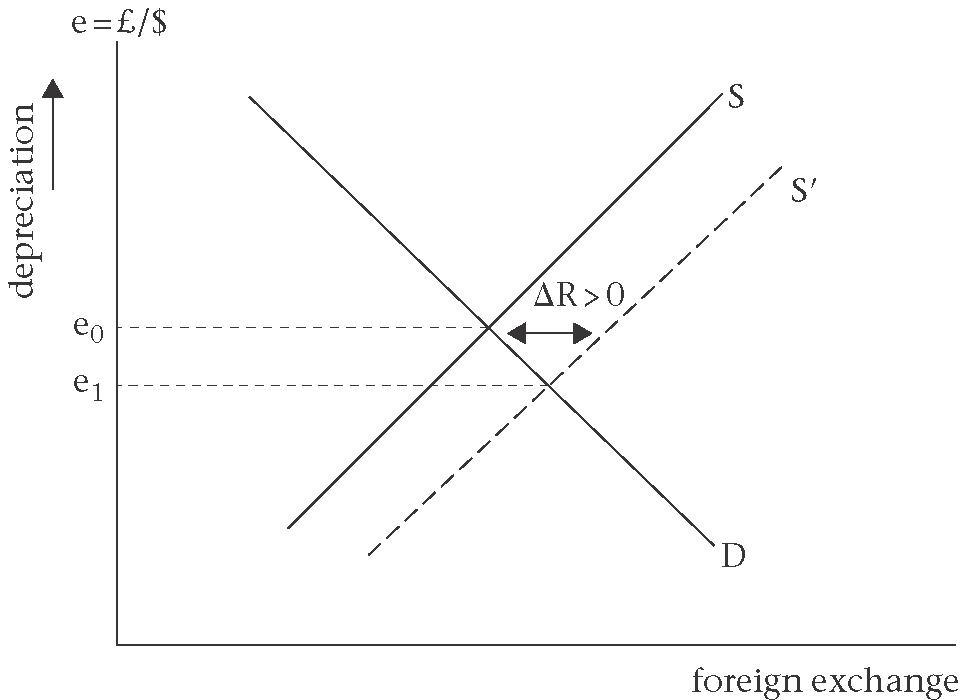 e = £/$
depreciation
S
S′
ΔR > 0
e0
e1
D
foreign exchange